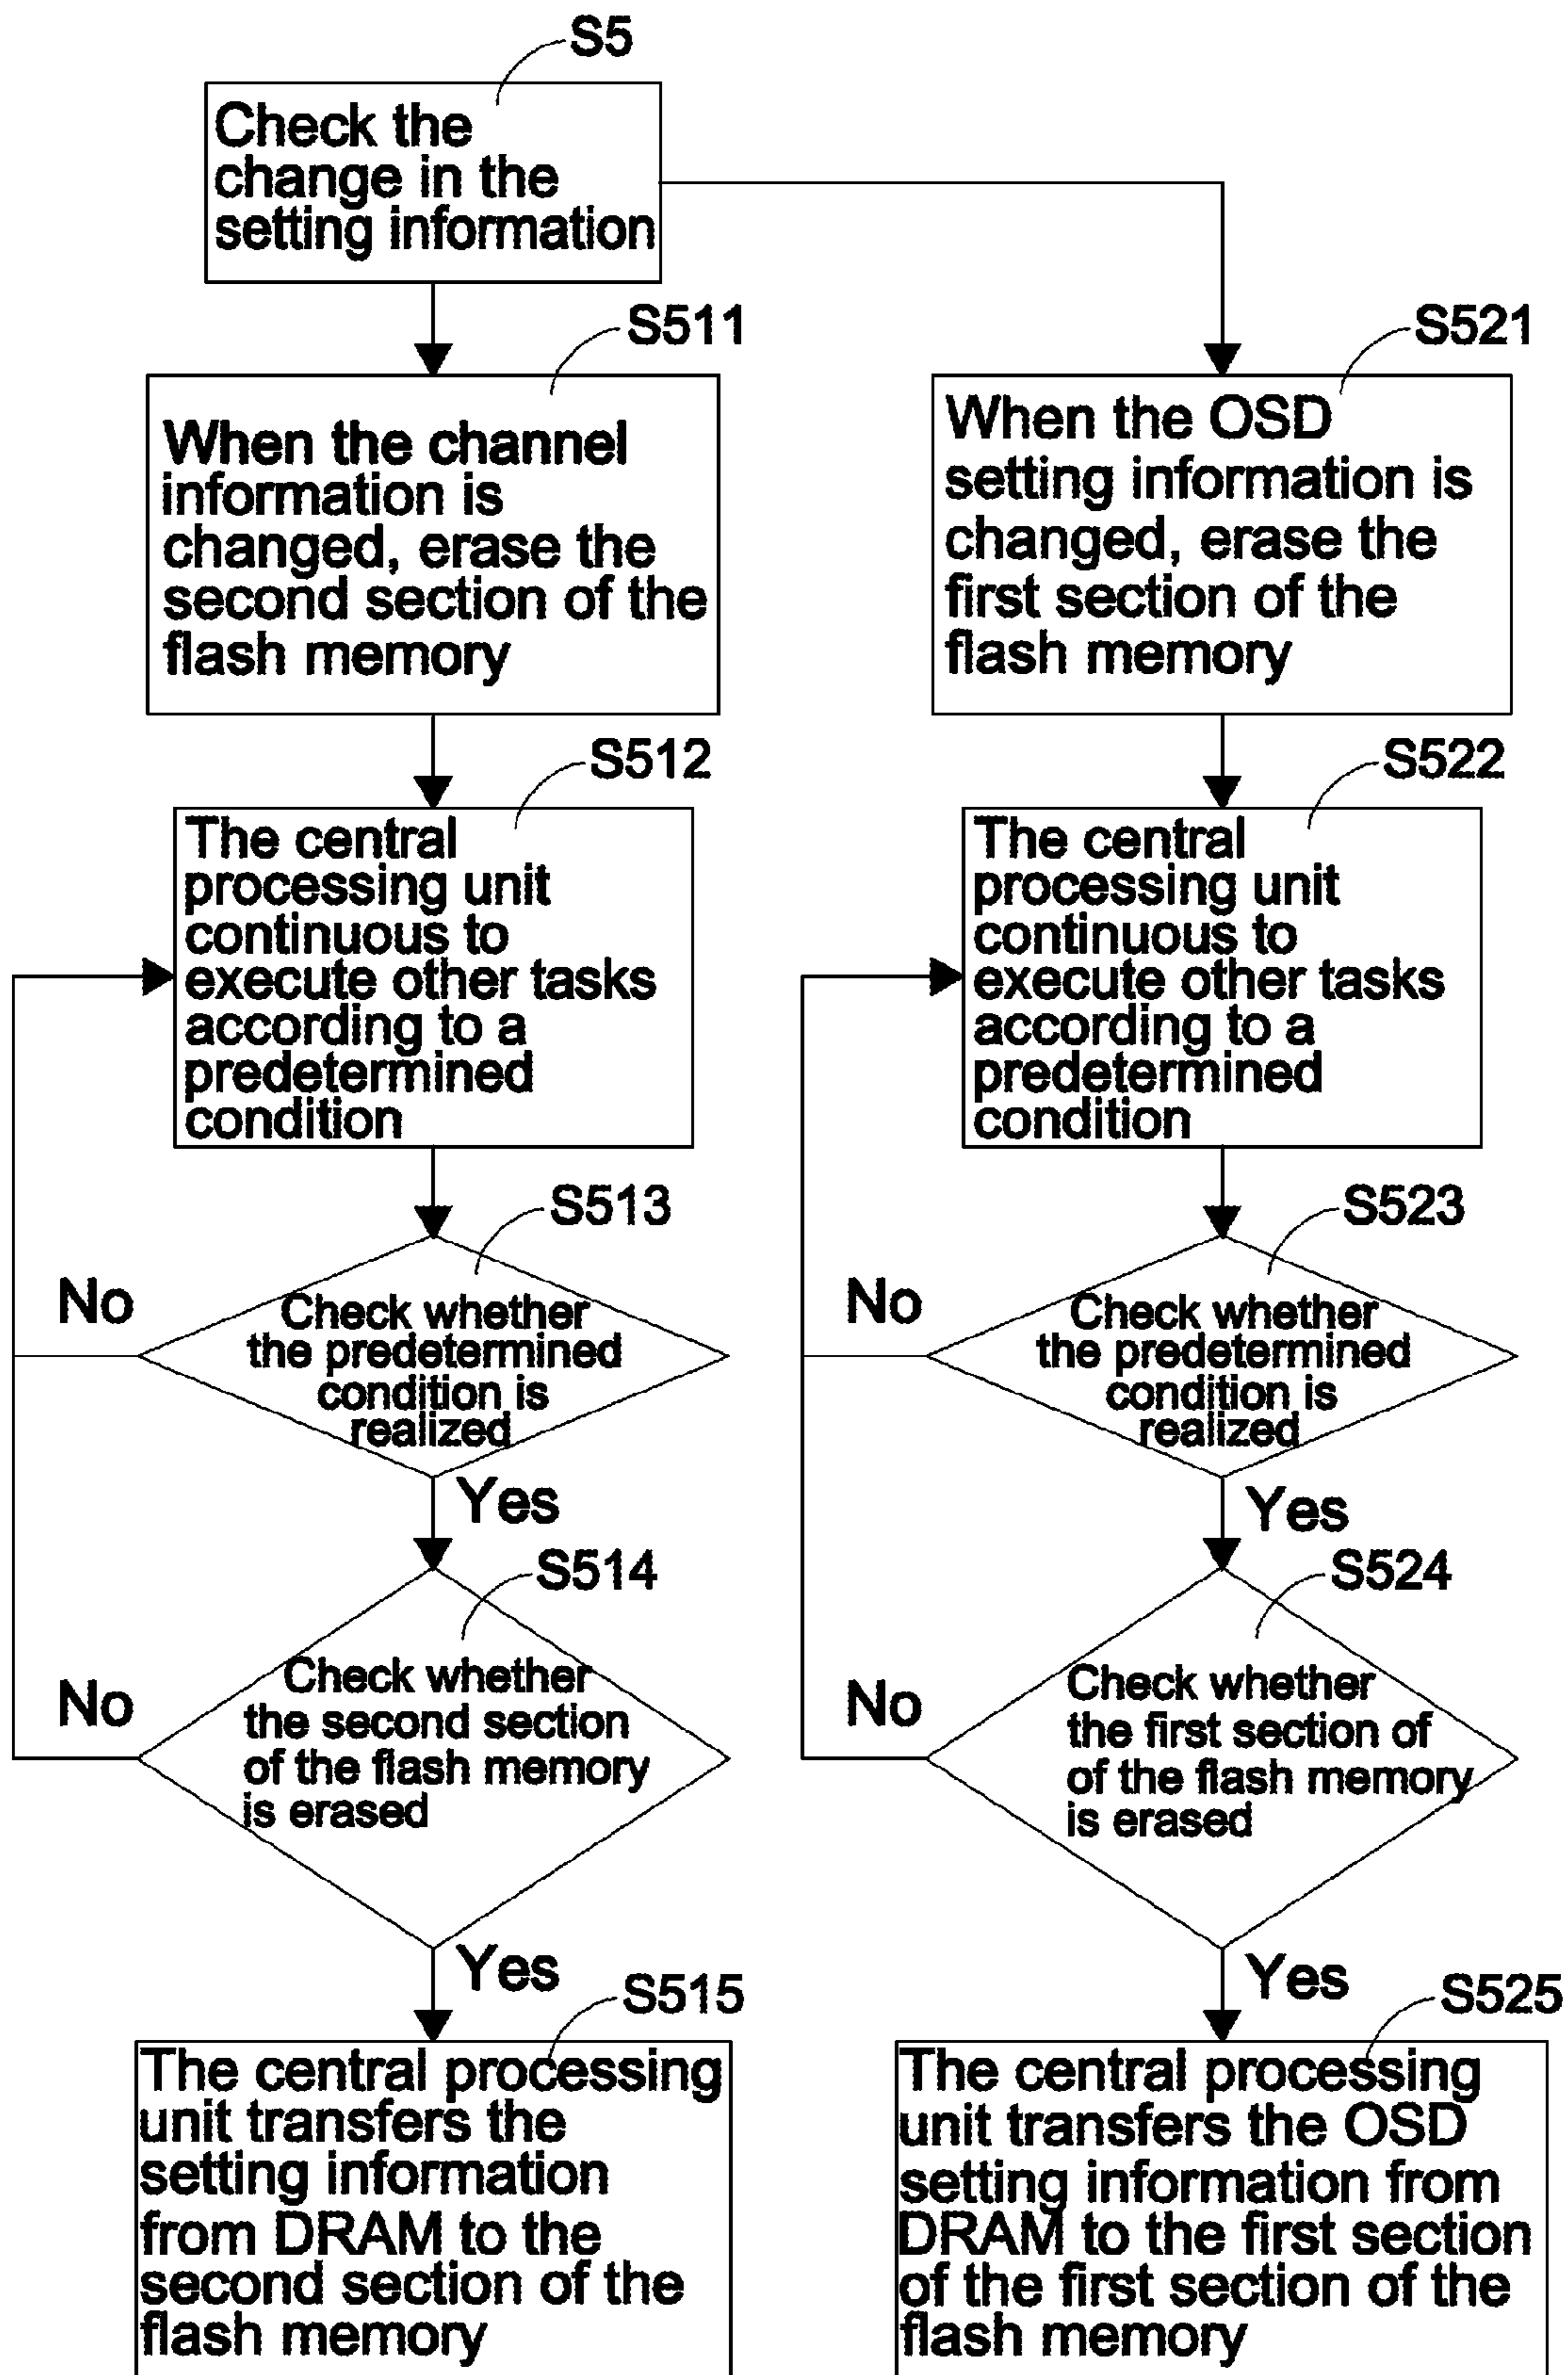 S5
Check the
change in the
setting information
S511
When the channel
information is
changed, erase the
second section of the
flash memory
S512
The central
processing unit
continuous to
execute other tasks
according to a
predetermined
condition
S513
No
Check whether
the predetermined
condition is
realized
Yes
S514
No
Check whether
the second section
of the flash memory
is erased
Yes
S515
The central processing
unit transfers the
setting information
from DRAM to the
second section of the
flash memory
S521
When the OSD
setting information is
changed, erase the
first section of the
flash memory
S522
The central
processing unit
continuous to
execute other tasks
according to a
predetermined
condition
S523
No
Check whether
the predetermined
condition is
realized
Yes
S524
No
Check whether
the first section of
of the flash memory
is erased
Yes
S525
The central processing
unit transfers the OSD
setting information from
DRAM to the first section
of the first section of the
flash memory